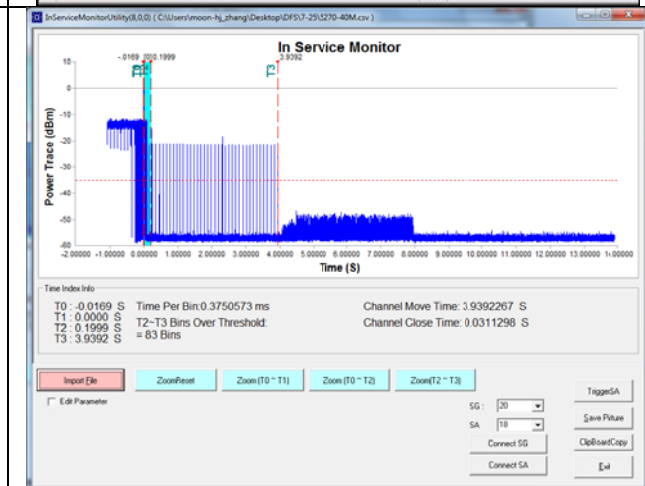 InServiceMonitorUtility(8,0,0) ( C:\Users\moon-hj_zhang\Desktop\DFS\7-25\5270-40M.csv )
In Service Monitor
-.0169 .1999 3.9392
T3
Power Trace (dBm)
10
0
-10
-20
-30
-40
-50
-60
-2.00000 -1.00000 0.00000 1.00000 2.00000 3.00000 4.00000 5.00000 6.00000 7.00000 8.00000 9.00000 10.00000 11.00000 12.00000 13.00000
Time (S)
Time Index Info
T0 : -0.0169 S Time Per Bin:0.3750573 ms Channel Move Time: 3.9392267 S
T1 : 0.0000 S T2~T3 Bins Over Threshold: Channel Close Time: 0.0311298 S
T2 : 0.1999 S = 83 Bins
T3 : 3.9392 S
Import File ZoomReset Zoom (T0 ~ T1) Zoom (T0 ~ T2) Zoom(T2 ~ T3)
Edit Parameter
TriggerSA
SG : 20
Save Pitture
SA 18
Connect SG ClipBoardCopy
Connect SA Exit